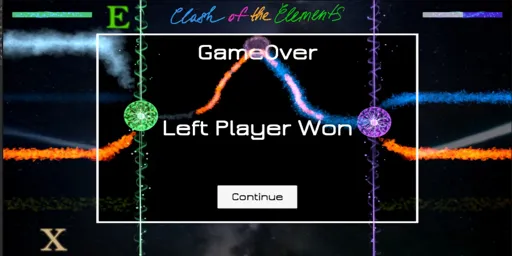 Clash of the Elements
E
GameOver
Left Player Won
Continue
X